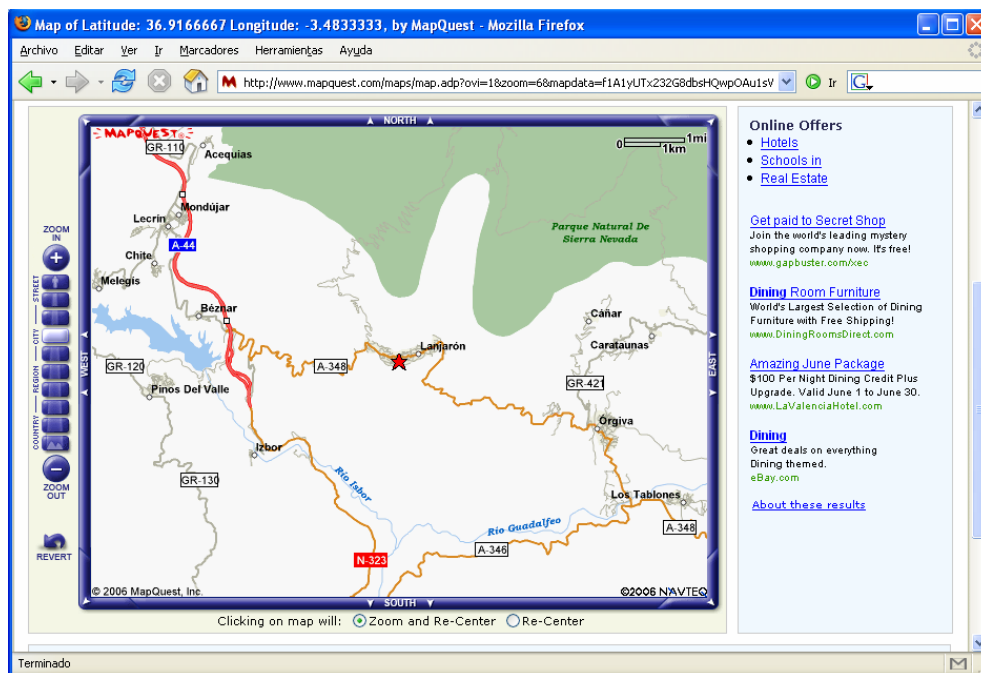 Map of Latitude: 36.9166667 Longitude: -3.4833333, by MapQuest - Mozilla Firefox
Archivo Editar Ver Ir Marcadores Herramientas Ayuda
http://www.mapquest.com/maps/map.adp?ovi=1&zoom=6&mapdata=f1A1yUTx232G8dbsHQwpOAu1sV Ir G
NORTH
MAPQUEST
GR-110
Acequias
1mi
0
1km
Mondújar
Lecrín
A-44
Chite
Melegís
Béznar
Parque Natural De
Sierra Nevada
Cáñar
Carataunas
Lanjarón
A-348
GR-120
GR-421
Pinos Del Valle
Órgiva
Izbor
GR-130
Río Isbor
Los Tablones
Río Guadalfeo
A-348
A-346
N-323
© 2006 MapQuest, Inc.
©2006 NAVTEQ
SOUTH
WEST
EAST
ZOOM
IN
STREET
CITY
REGION
COUNTRY
ZOOM
OUT
REVERT
Clicking on map will: Zoom and Re-Center Re-Center
Online Offers
Hotels
Schools in
Real Estate
Get paid to Secret Shop
Join the world's leading mystery
shopping company now. It's free!
www.gapbuster.com/xec
Dining Room Furniture
World's Largest Selection of Dining
Furniture with Free Shipping!
www.DiningRoomsDirect.com
Amazing June Package
$100 Per Night Dining Credit Plus
Upgrade. Valid June 1 to June 30.
www.LaValenciaHotel.com
Dining
Great deals on everything
Dining themed.
eBay.com
About these results
Terminado